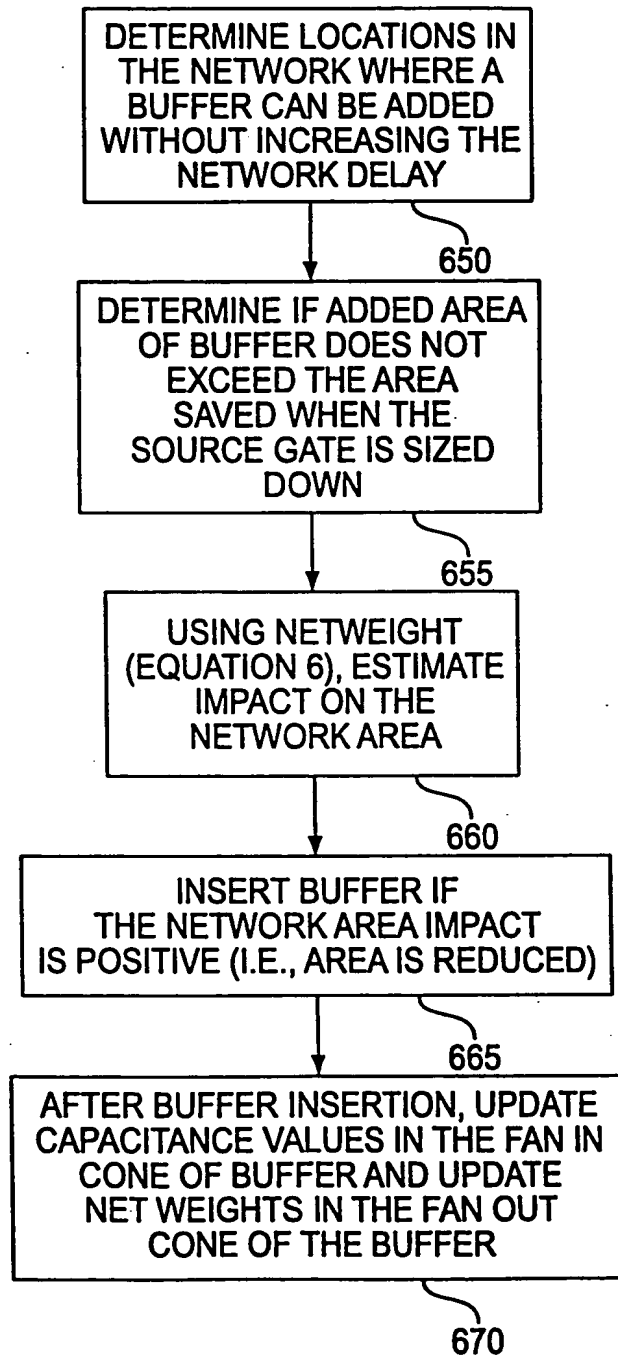 DETERMINE LOCATIONS IN
THE NETWORK WHERE A
BUFFER CAN BE ADDED
WITHOUT INCREASING THE
NETWORK DELAY
650
DETERMINE IF ADDED AREA
OF BUFFER DOES NOT
EXCEED THE AREA
SAVED WHEN THE
SOURCE GATE IS SIZED
DOWN
655
USING NETWEIGHT
(EQUATION 6), ESTIMATE
IMPACT ON THE
NETWORK AREA
660
INSERT BUFFER IF
THE NETWORK AREA IMPACT
IS POSITIVE (I.E., AREA IS REDUCED)
665
AFTER BUFFER INSERTION, UPDATE
CAPACITANCE VALUES IN THE FAN IN
CONE OF BUFFER AND UPDATE
NET WEIGHTS IN THE FAN OUT
CONE OF THE BUFFER
670